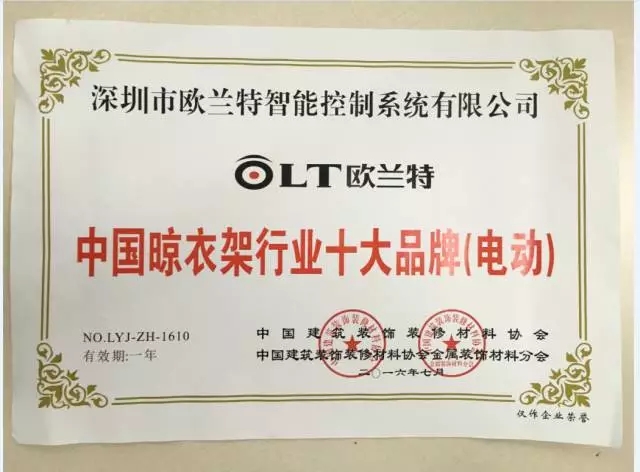 深圳市欧兰特智能控制系统有限公司
OLT欧兰特
中国晾衣架行业十大品牌(电动)
NO.LYJ-ZH-1610
有效期:一年
中国建筑装饰装修材料协会
中国建筑装饰装修材料协会金属装饰材料分会
二〇一六年七月
仅作企业荣誉